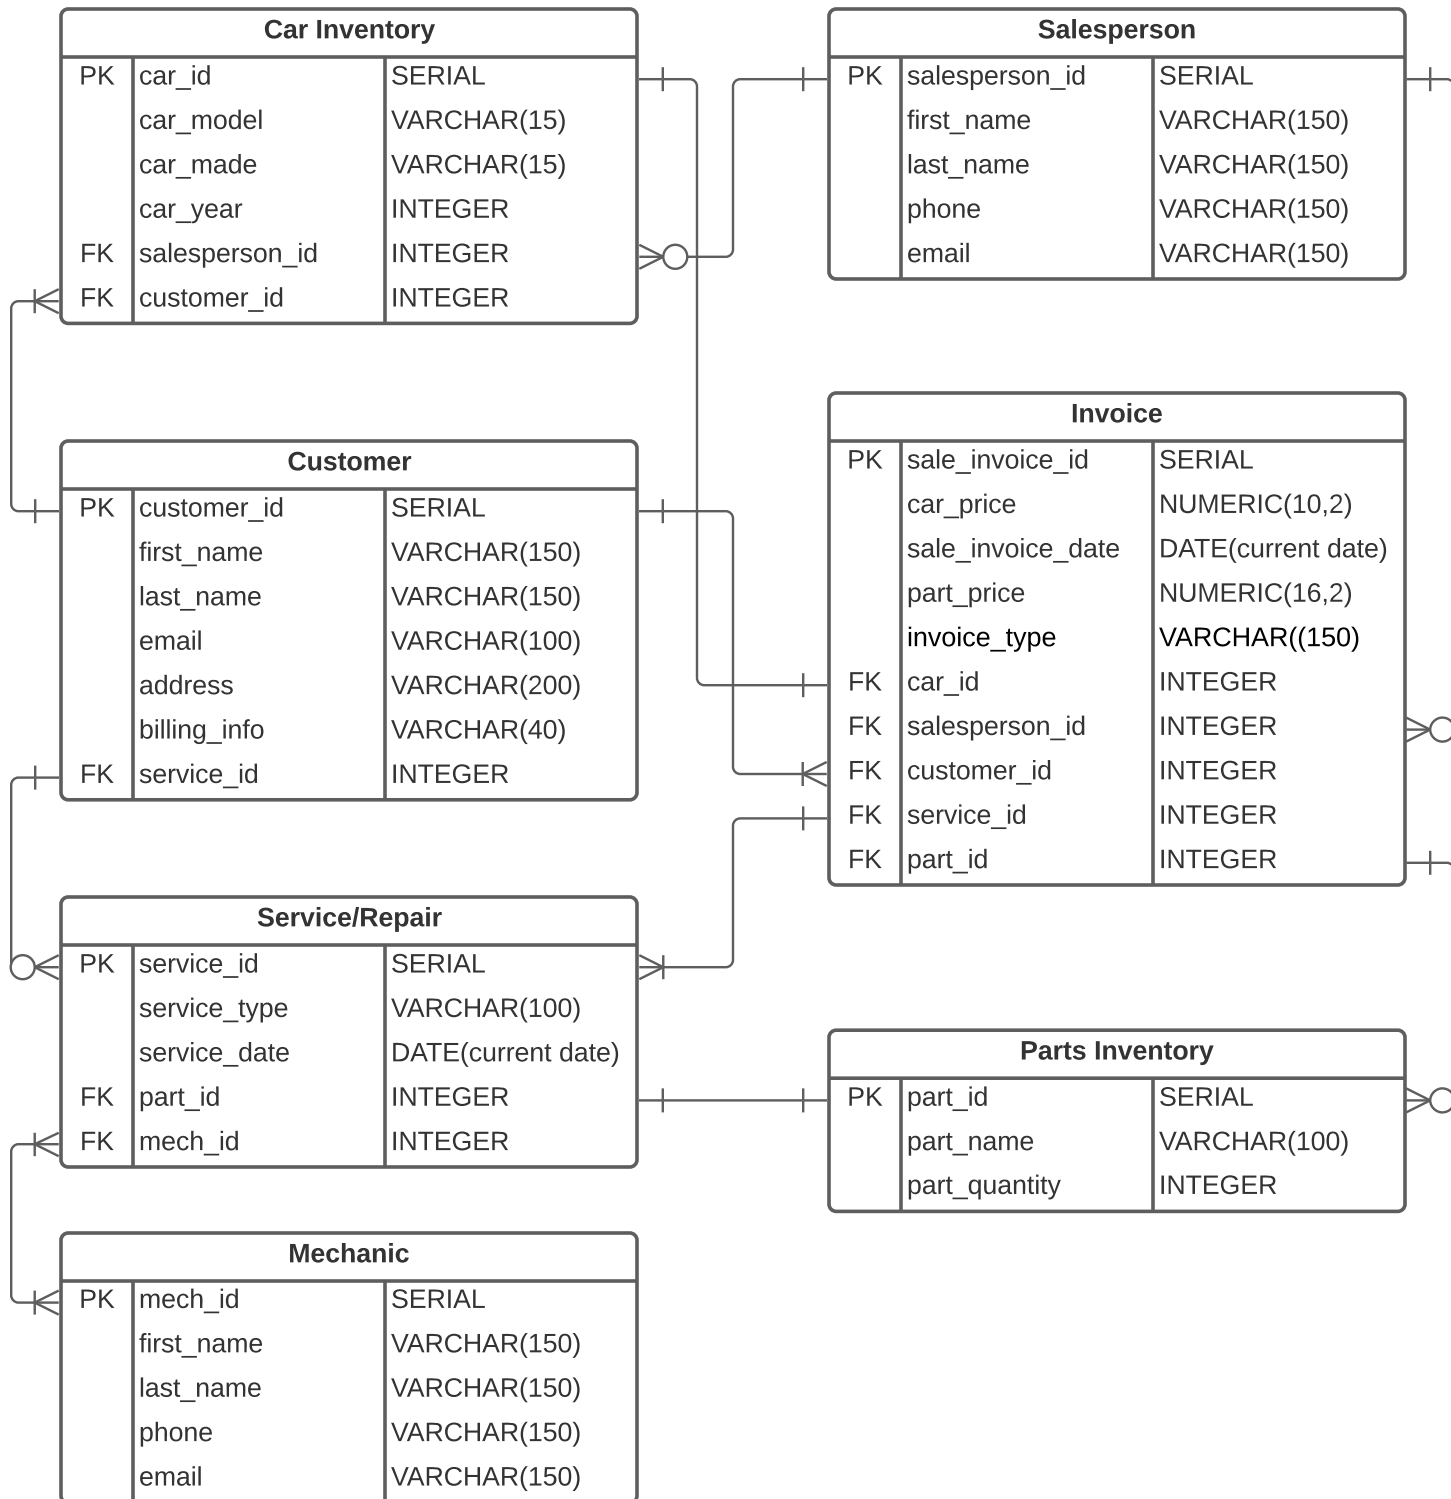 Car Inventory
PK car_id SERIAL
car_model VARCHAR(15)
car_made VARCHAR(15)
car_year INTEGER
FK salesperson_id INTEGER
FK customer_id INTEGER
Salesperson
PK salesperson_id SERIAL
first_name VARCHAR(150)
last_name VARCHAR(150)
phone VARCHAR(150)
email VARCHAR(150)
Customer
PK customer_id SERIAL
first_name VARCHAR(150)
last_name VARCHAR(150)
email VARCHAR(100)
address VARCHAR(200)
billing_info VARCHAR(40)
FK service_id INTEGER
Invoice
PK sale_invoice_id SERIAL
car_price NUMERIC(10,2)
sale_invoice_date DATE(current date)
part_price NUMERIC(16,2)
invoice_type VARCHAR((150)
FK car_id INTEGER
FK salesperson_id INTEGER
FK customer_id INTEGER
FK service_id INTEGER
FK part_id INTEGER
Service/Repair
PK service_id SERIAL
service_type VARCHAR(100)
service_date DATE(current date)
FK part_id INTEGER
FK mech_id INTEGER
Parts Inventory
PK part_id SERIAL
part_name VARCHAR(100)
part_quantity INTEGER
Mechanic
PK mech_id SERIAL
first_name VARCHAR(150)
last_name VARCHAR(150)
phone VARCHAR(150)
email VARCHAR(150)